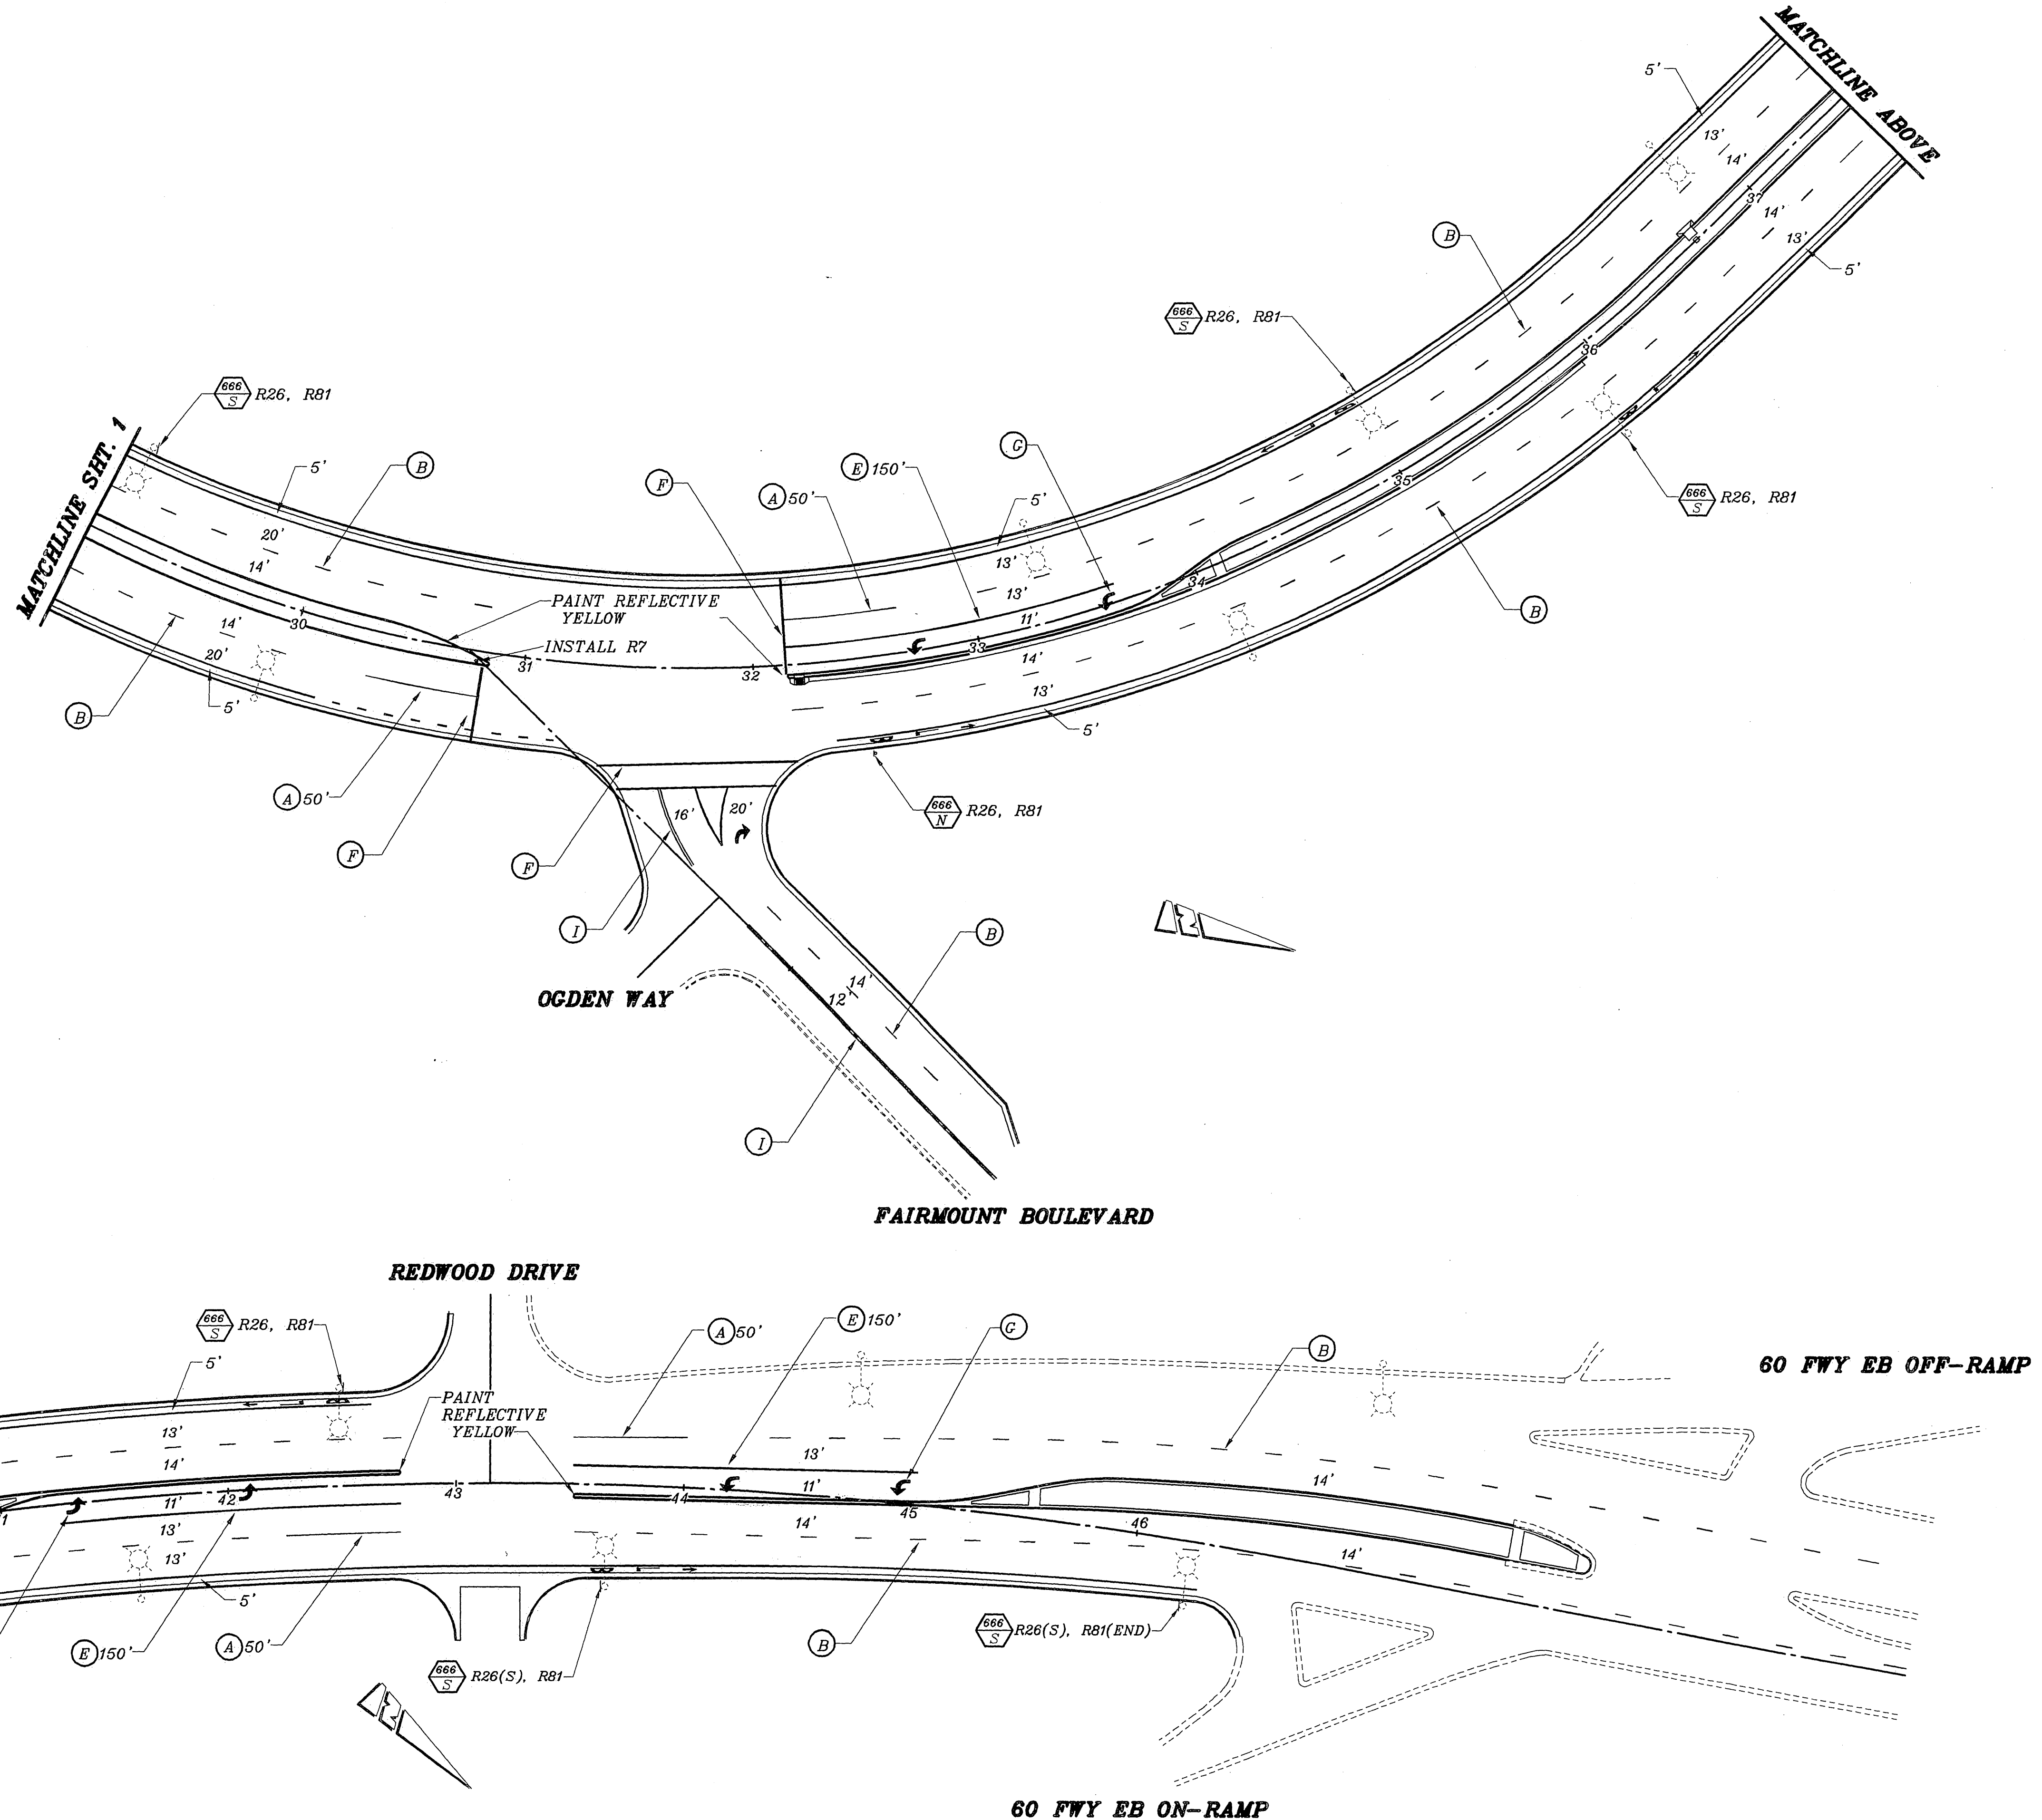 MATCHLINE ABOVE
5'
13'
14'
37
14'
13'
5'
B
666
S
R26, R81
36
666
S
R26, R81
MATCHLINE SHT. 1
5'
B
20'
14'
F
E 150'
A 50'
G
5'
13'
13'
11'
35
666
S
R26, R81
B
34
B
PAINT REFLECTIVE
YELLOW
INSTALL R7
30
31
32
33
14'
20'
14'
13'
5'
5'
B
A 50'
F
F
16'
20'
666
N
R26, R81
I
B
OGDEN WAY
14'
12'
I
FAIRMOUNT BOULEVARD
REDWOOD DRIVE
666
S
R26, R81
5'
A 50'
E 150'
G
B
60 FWY EB OFF-RAMP
PAINT
REFLECTIVE
YELLOW
13'
14'
13'
14'
11'
42
43
11'
44
45
46
1
13'
14'
14'
13'
5'
E 150'
A 50'
666
S
R26(S), R81
B
666
S
R26(S), R81(END)
60 FWY EB ON-RAMP